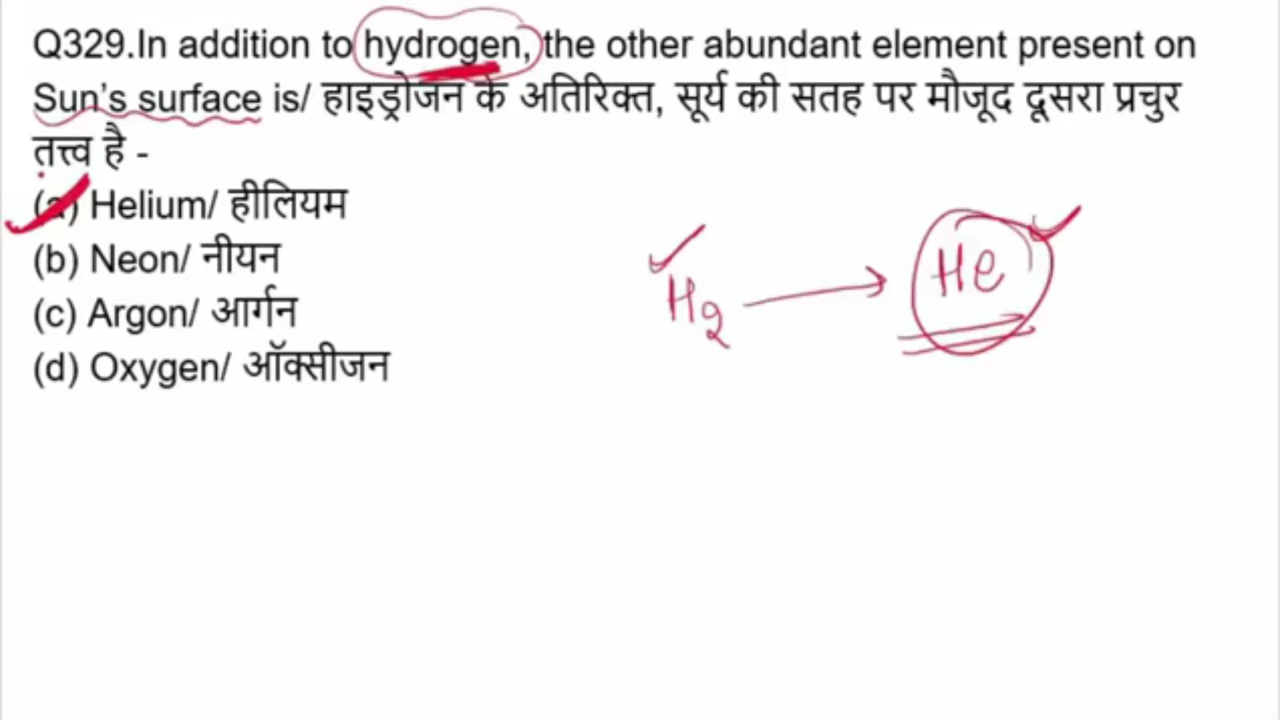 Q329.In addition to hydrogen, the other abundant element present on
Sun's surface is/ हाइड्रोजन के अतिरिक्त, सूर्य की सतह पर मौजूद दूसरा प्रचुर
तत्त्व है -
(a) Helium/ हीलियम
(b) Neon/ नीयन
H2 He
(c) Argon/ आर्गन
(d) Oxygen/ ऑक्सीजन